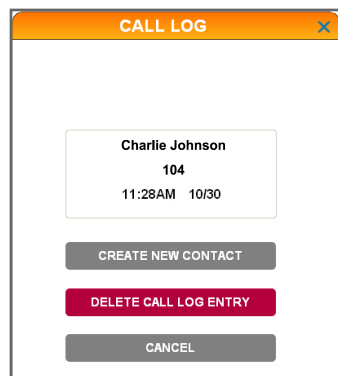 CALL LOG
Charlie Johnson
104
11:28AM 10/30
CREATE NEW CONTACT
DELETE CALL LOG ENTRY
CANCEL